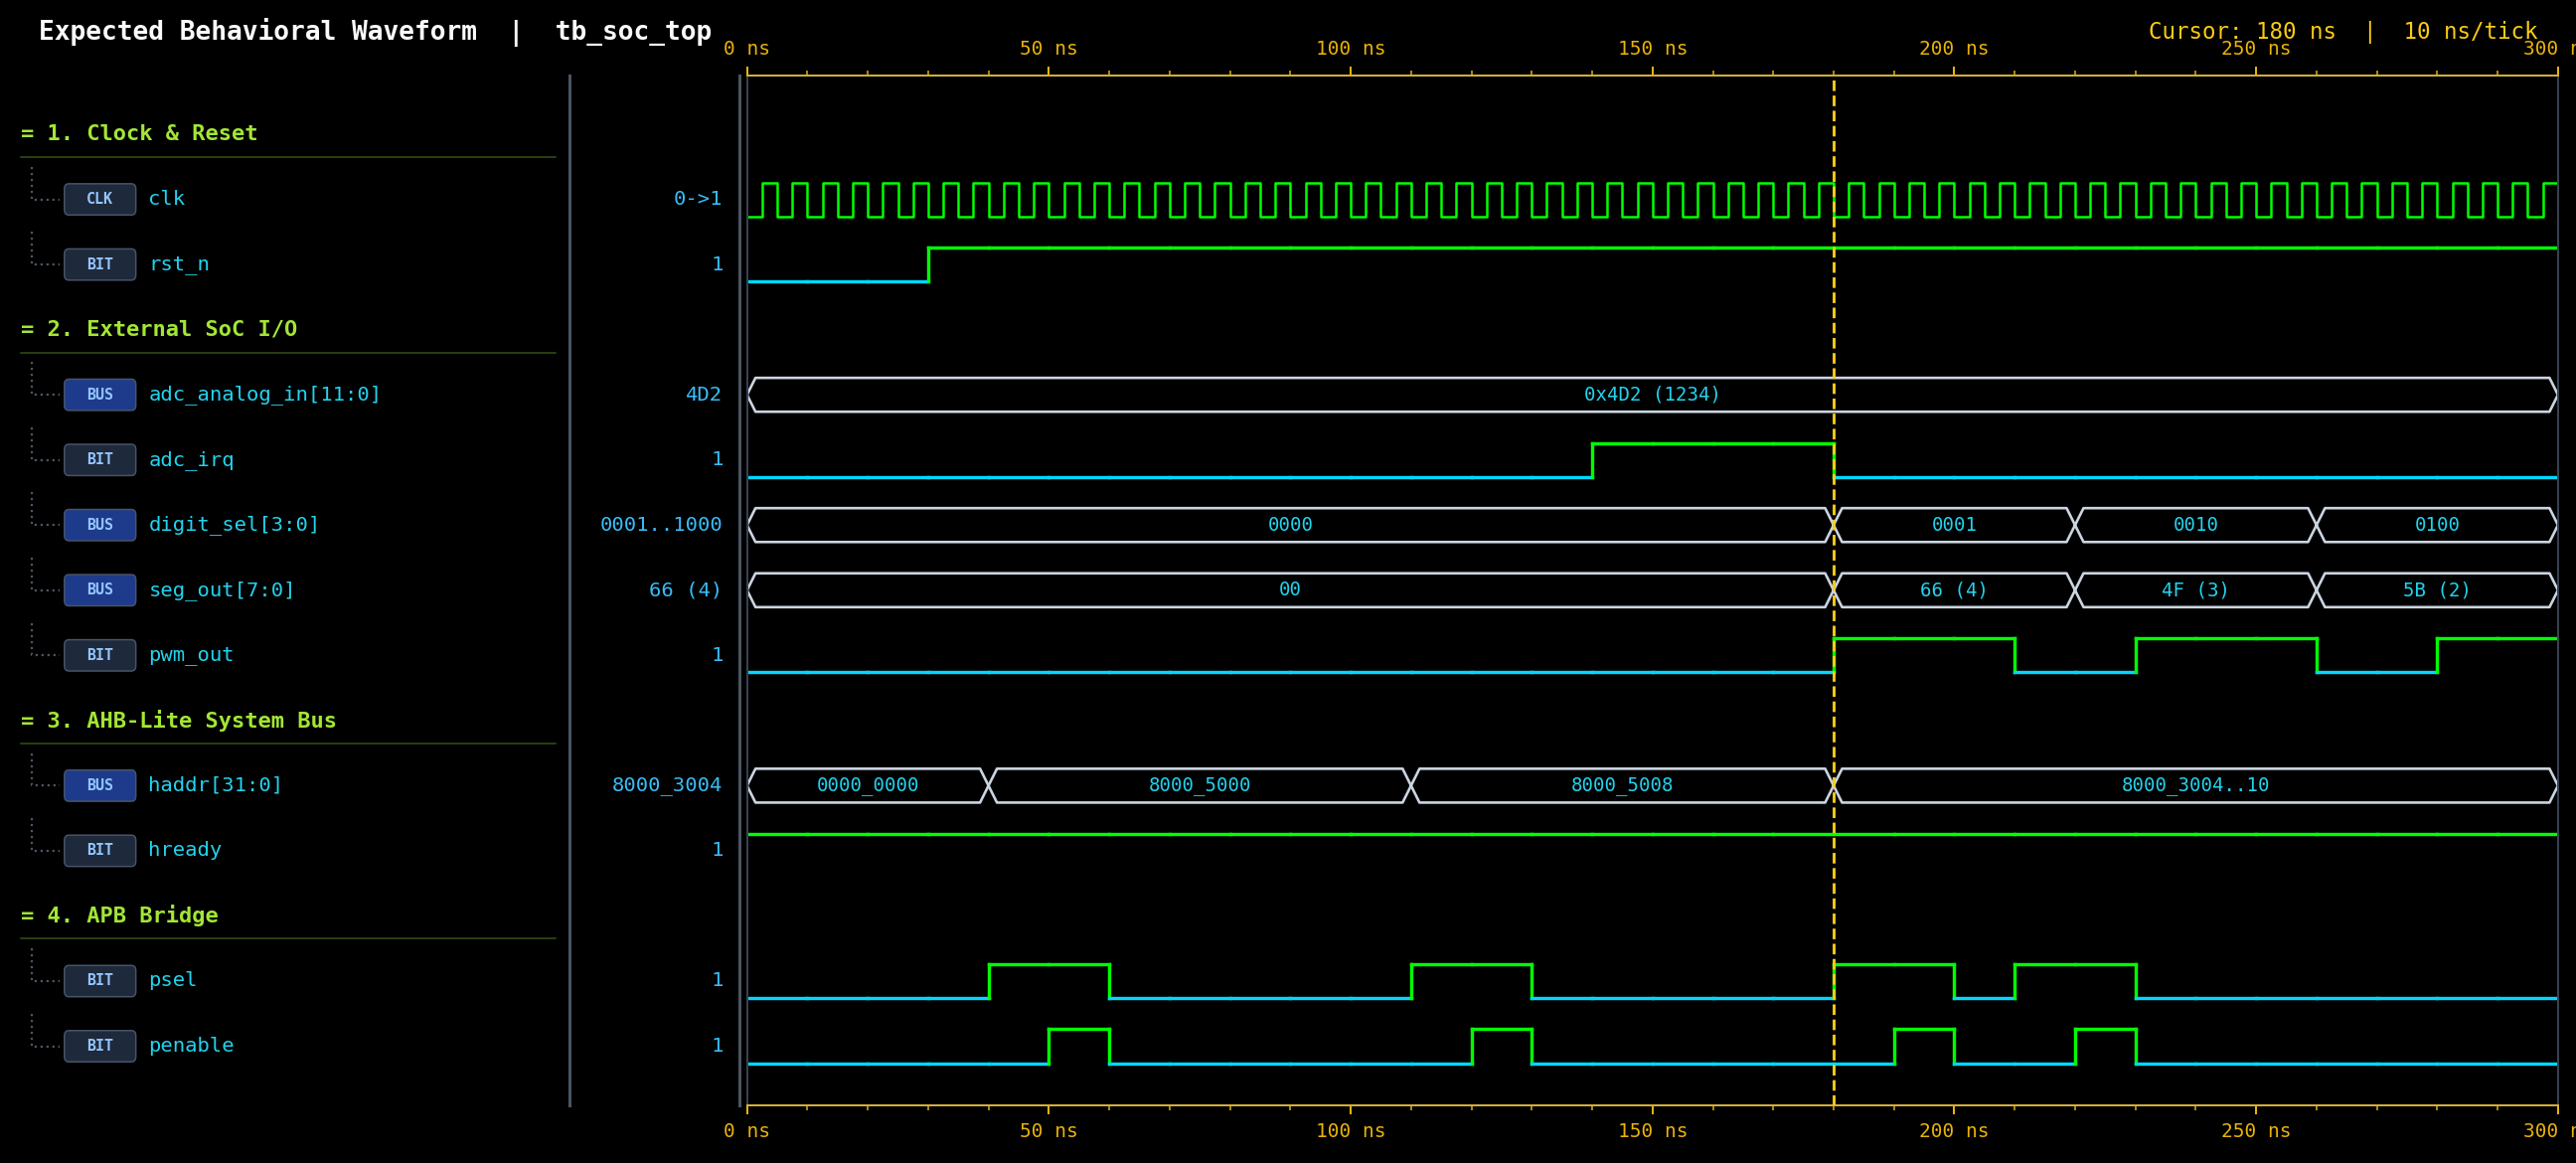 Expected Behavioral Waveform | tb_soc_top
Cursor: 180 ns | 10 ns/tick
0 ns 50 ns 100 ns 150 ns 200 ns 250 ns 300 n
= 1. Clock & Reset
CLK clk 0->1
BIT rst_n 1
= 2. External SoC I/O
BUS adc_analog_in[11:0] 4D2 0x4D2 (1234)
BIT adc_irq 1
BUS digit_sel[3:0] 0001..1000 0000 0001 0010 0100
BUS seg_out[7:0] 66 (4) 00 66 (4) 4F (3) 5B (2)
BIT pwm_out 1
= 3. AHB-Lite System Bus
BUS haddr[31:0] 8000_3004 0000_0000 8000_5000 8000_5008 8000_3004..10
BIT hready 1
= 4. APB Bridge
BIT psel 1
BIT penable 1
0 ns 50 ns 100 ns 150 ns 200 ns 250 ns 300 n